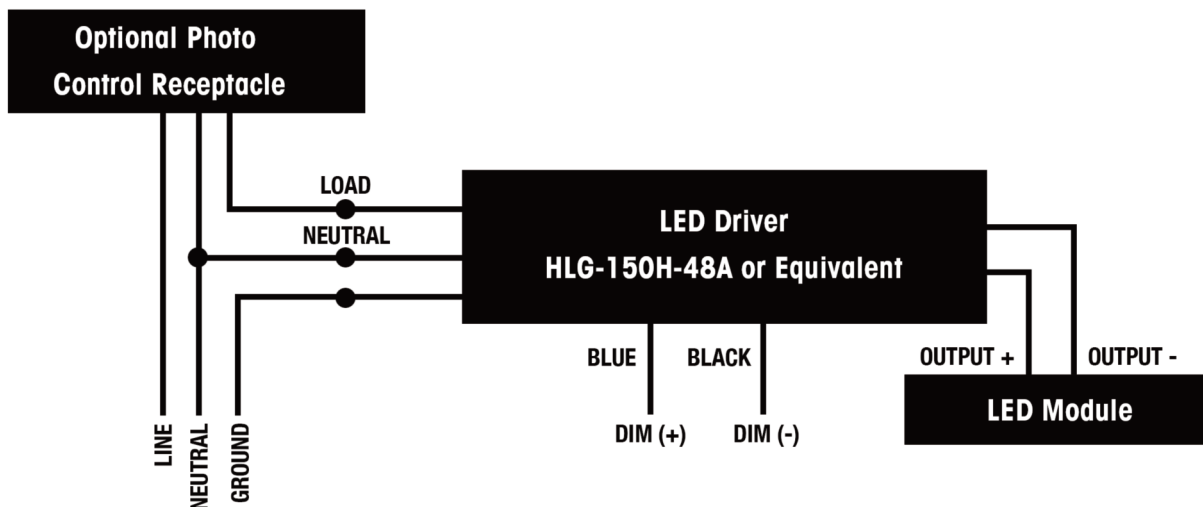 Optional Photo
Control Receptacle
LOAD
NEUTRAL
LED Driver
HLG-150H-48A or Equivalent
BLUE
BLACK
OUTPUT +
OUTPUT -
LED Module
DIM (+)
DIM (-)
LINE
NEUTRAL
GROUND